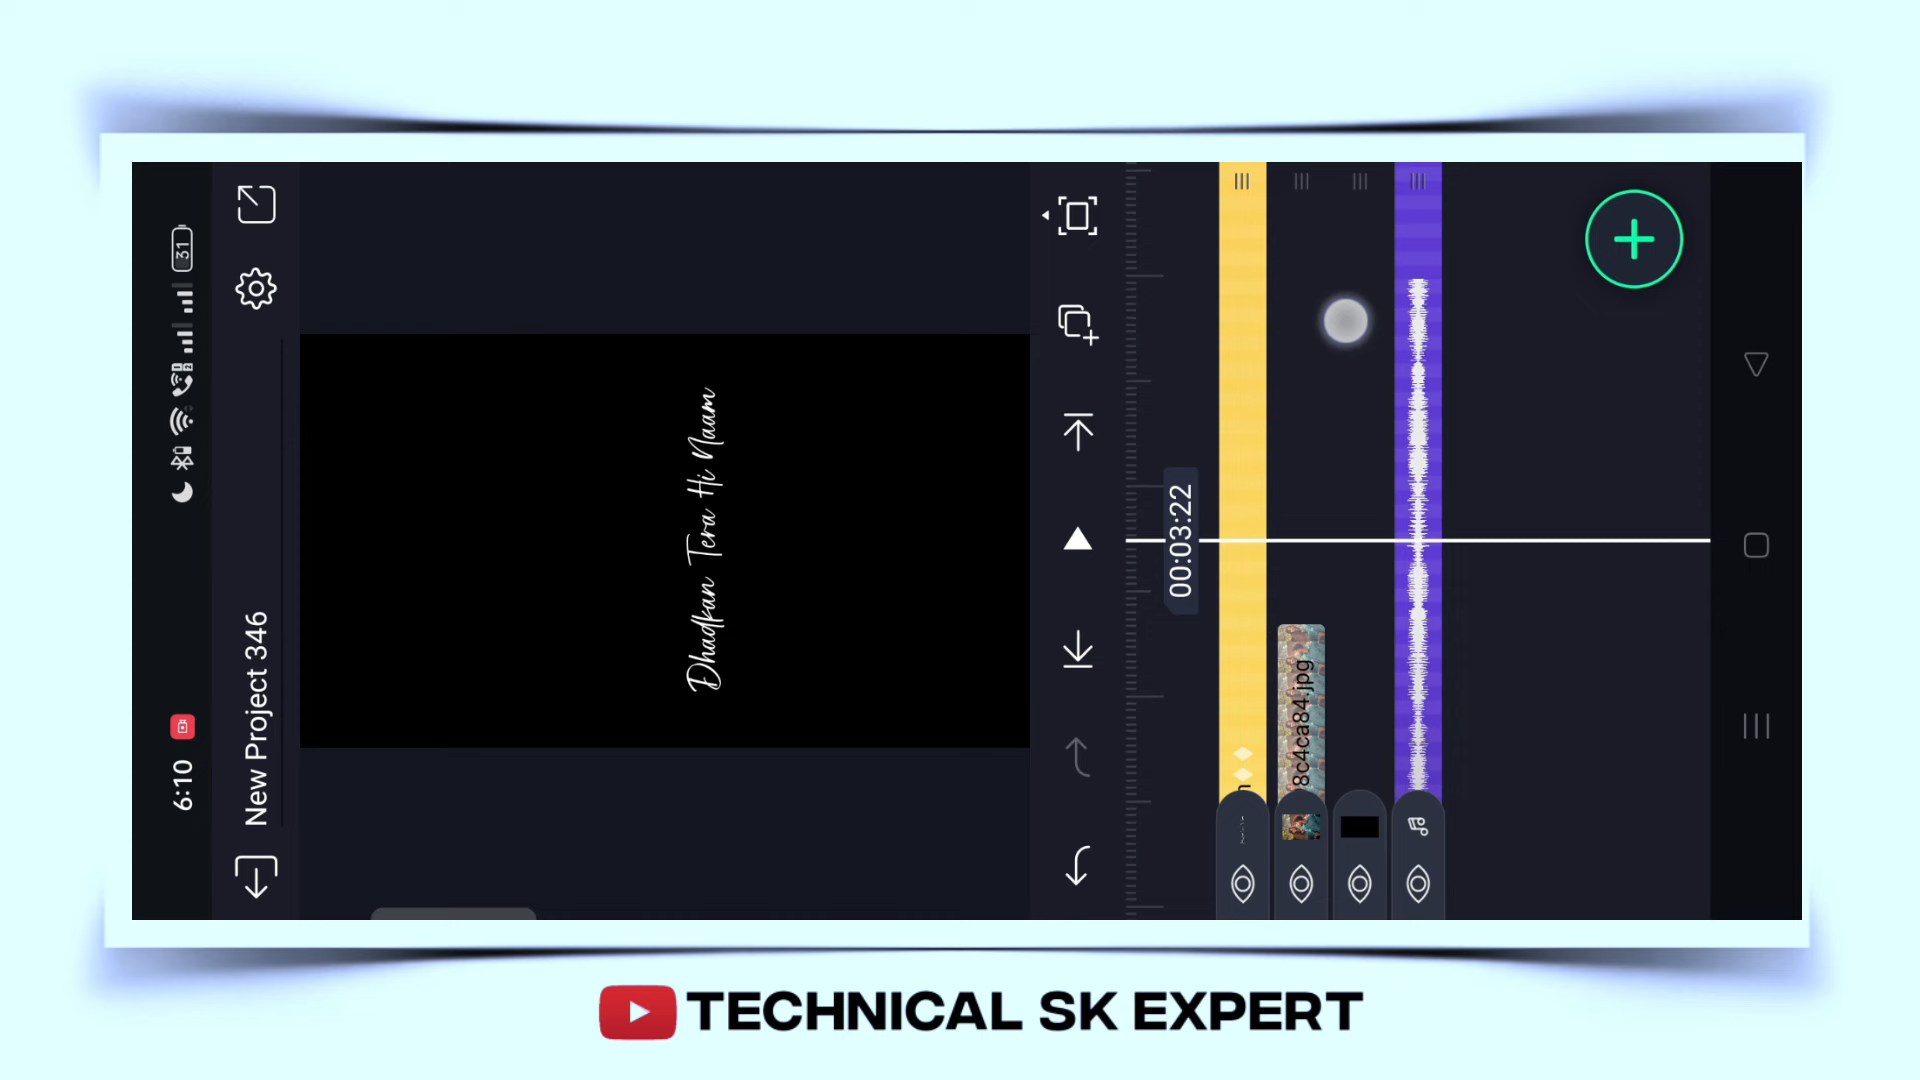 6:10
31
New Project 346
Dhadkan Tera Hi Naam
00:03:22
8c4ca84.jpg
TECHNICAL SK EXPERT